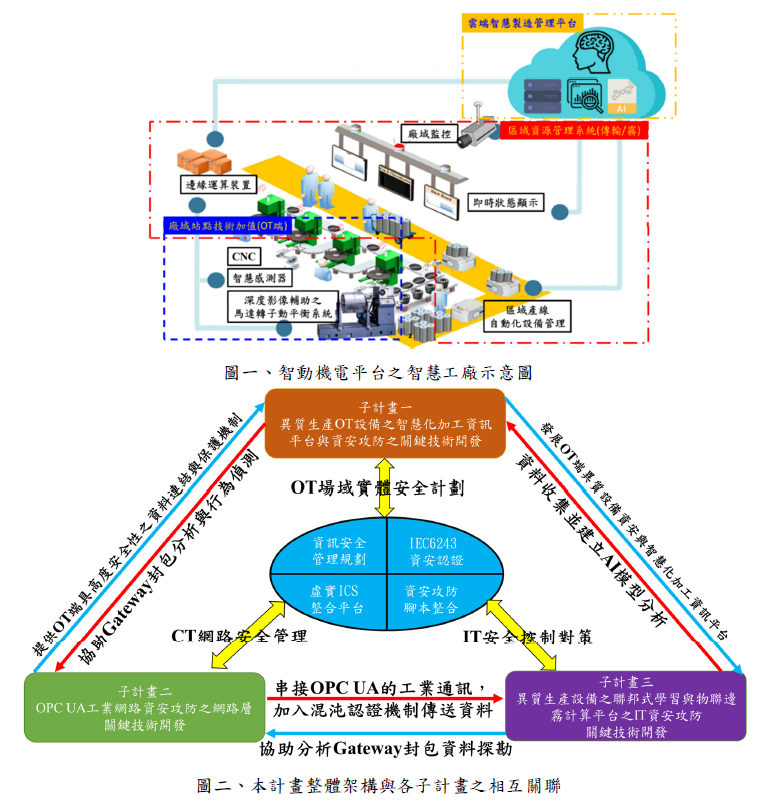 雲端智慧製造管理平台
AI
廠域監控
區域資源管理系統(傳輸/霧)
邊緣運算裝置
即時狀態顯示
廠域站點技術加值(OT端)
CNC
智慧感測器
深度影像輔助之
馬達轉子動平衡系統
區域產線
自動化設備管理
圖一、智動機電平台之智慧工廠示意圖
子計畫一
異質生產OT設備之智慧化加工資訊
平台與資安攻防之關鍵技術開發
提供OT端具高度安全性之資料連結與保護機制
協助Gateway封包分析與行為偵測
發展OT端異質設備資安與智慧化加工資訊平台
資料收集並建立AI模型分析
OT場域實體安全計劃
資訊安全
管理規劃
IEC6243
資安認證
虛實ICS
整合平台
資安攻防
腳本整合
CT網路安全管理
IT安全控制對策
子計畫二
OPC UA工業網路資安攻防之網路層
關鍵技術開發
串接OPC UA的工業通訊，
加入混沌認證機制傳送資料
協助分析Gateway封包資料探勘
子計畫三
異質生產設備之聯邦式學習與物聯邊
霧計算平台之IT資安攻防
關鍵技術開發
圖二、本計畫整體架構與各子計畫之相互關聯